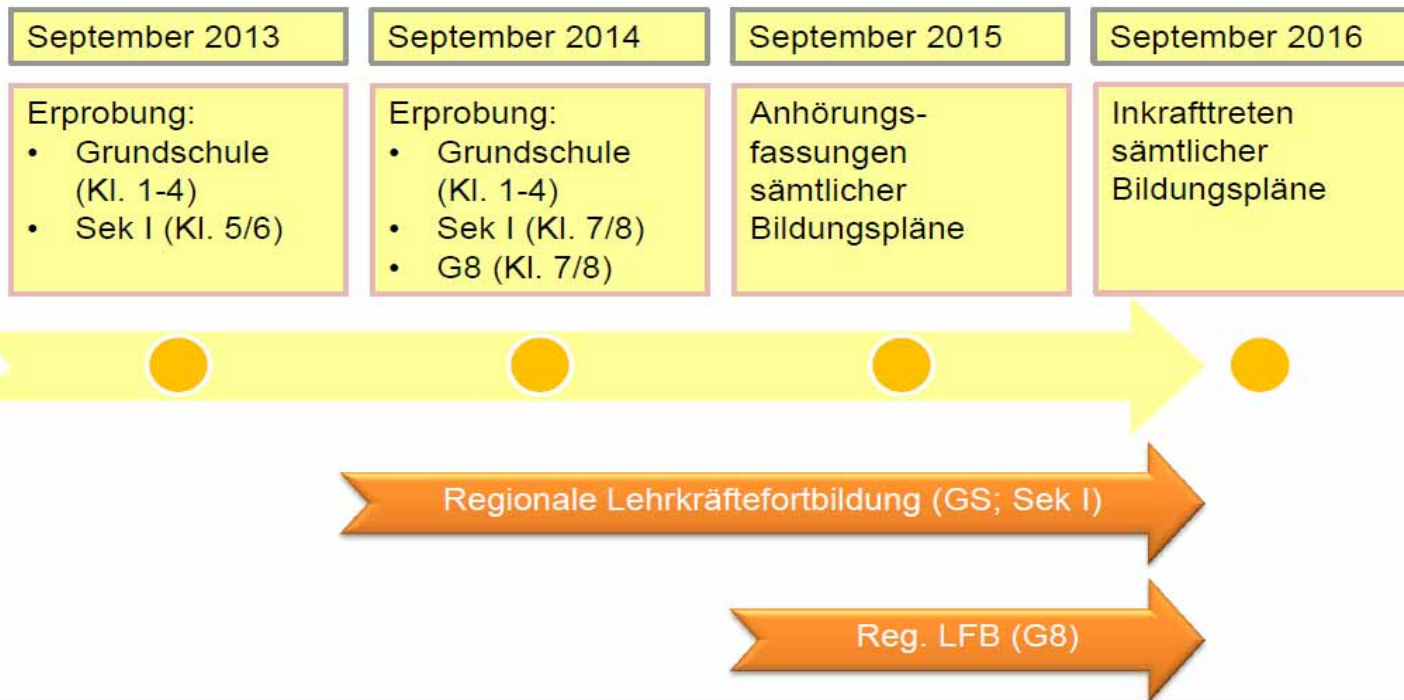 September 2013
September 2014
September 2015
September 2016
Erprobung:
• Grundschule
(Kl. 1-4)
• Sek I (Kl. 5/6)
Erprobung:
• Grundschule
(Kl. 1-4)
• Sek I (Kl. 7/8)
• G8 (Kl. 7/8)
Anhörungs-
fassungen
sämtlicher
Bildungspläne
Inkrafttreten
sämtlicher
Bildungspläne
Regionale Lehrkräftefortbildung (GS; Sek I)
Reg. LFB (G8)